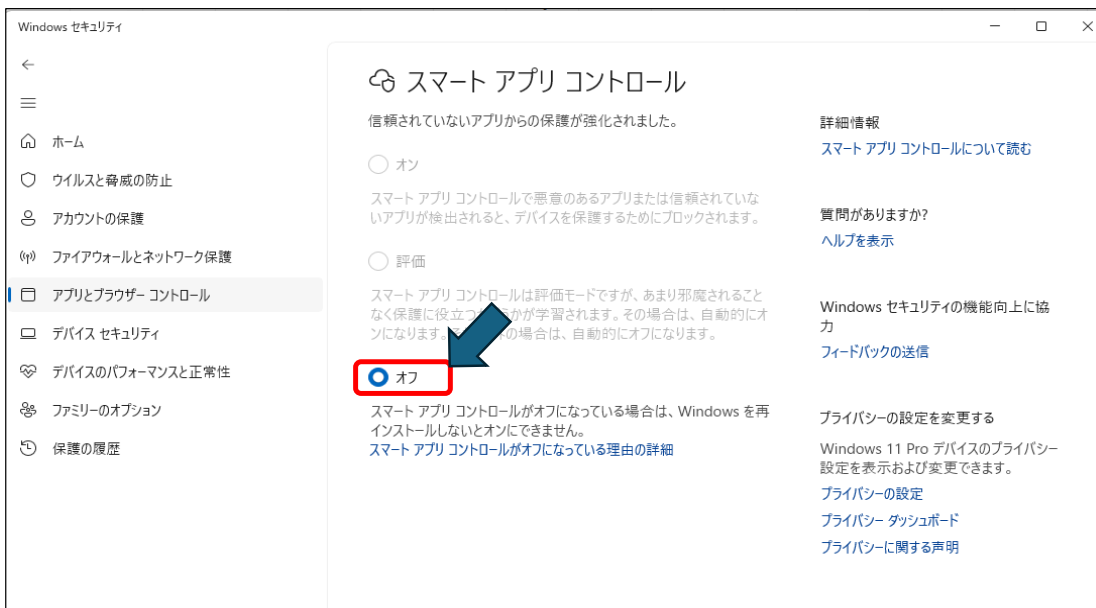 Windows セキュリティ
ホーム
ウイルスと脅威の防止
アカウントの保護
ファイアウォールとネットワーク保護
アプリとブラウザー コントロール
デバイス セキュリティ
デバイスのパフォーマンスと正常性
ファミリーのオプション
保護の履歴
スマート アプリ コントロール
信頼されていないアプリからの保護が強化されました。
オン
スマート アプリ コントロールで悪意のあるアプリまたは信頼されていな
いアプリが検出されると、デバイスを保護するためにブロックされます。
評価
スマート アプリ コントロールは評価モードですが、あまり邪魔されること
なく保護に役立つ うかが学習されます。その場合は、自動的にオ
ンになります。 の場合は、自動的にオフになります。
オフ
スマート アプリ コントロールがオフになっている場合は、Windows を再
インストールしないとオンにできません。
スマート アプリ コントロールがオフになっている理由の詳細
詳細情報
スマート アプリ コントロールについて読む
質問がありますか?
ヘルプを表示
Windows セキュリティの機能向上に協
力
フィードバックの送信
プライバシーの設定を変更する
Windows 11 Pro デバイスのプライバシー
設定を表示および変更できます。
プライバシーの設定
プライバシー ダッシュボード
プライバシーに関する声明